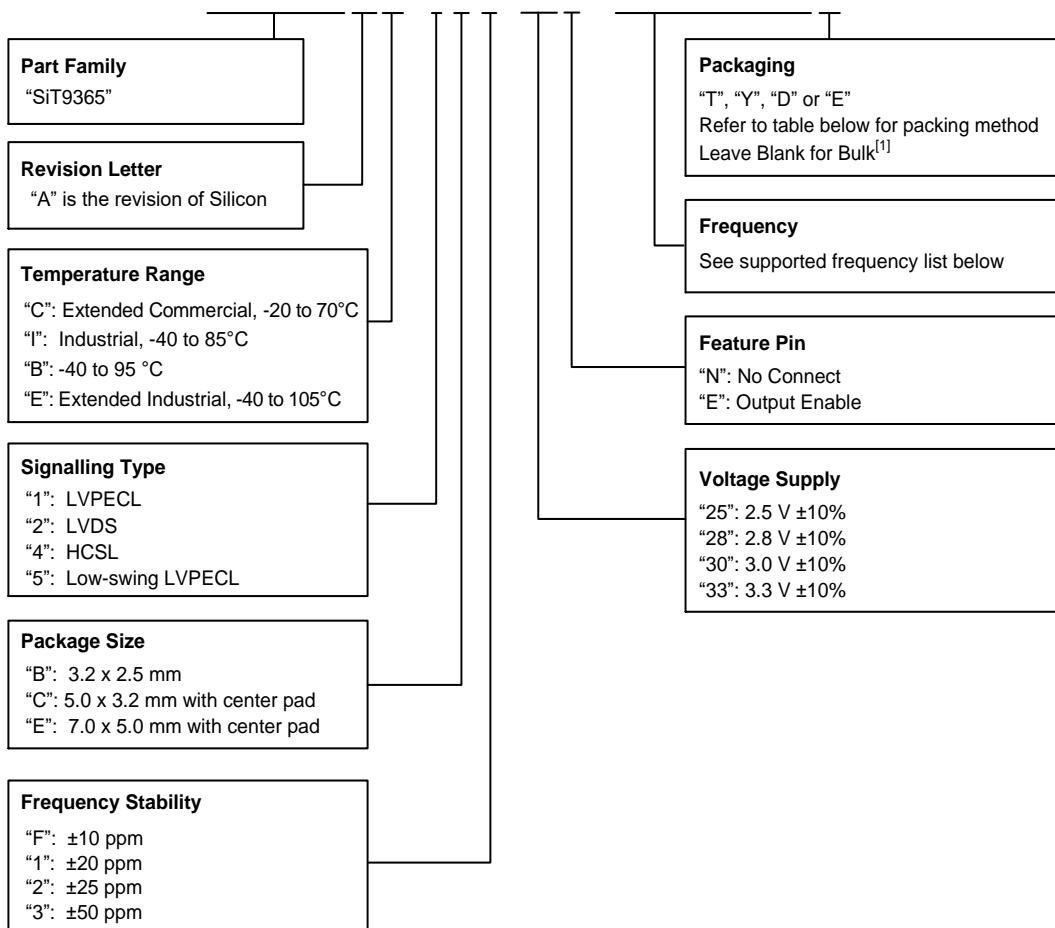 Part Family
“SiT9365”
Revision Letter
“A” is the revision of Silicon
Temperature Range
“C”: Extended Commercial, -20 to 70°C
“I”: Industrial, -40 to 85°C
“B”: -40 to 95 °C
“E”: Extended Industrial, -40 to 105°C
Signalling Type
“1”: LVPECL
“2”: LVDS
“4”: HCSL
“5”: Low-swing LVPECL
Package Size
“B”: 3.2 x 2.5 mm
“C”: 5.0 x 3.2 mm with center pad
“E”: 7.0 x 5.0 mm with center pad
Frequency Stability
“F”: ±10 ppm
“1”: ±20 ppm
“2”: ±25 ppm
“3”: ±50 ppm
Packaging
“T”, “Y”, “D” or “E”
Refer to table below for packing method
Leave Blank for Bulk[1]
Frequency
See supported frequency list below
Feature Pin
“N”: No Connect
“E”: Output Enable
Voltage Supply
“25”: 2.5 V ±10%
“28”: 2.8 V ±10%
“30”: 3.0 V ±10%
“33”: 3.3 V ±10%